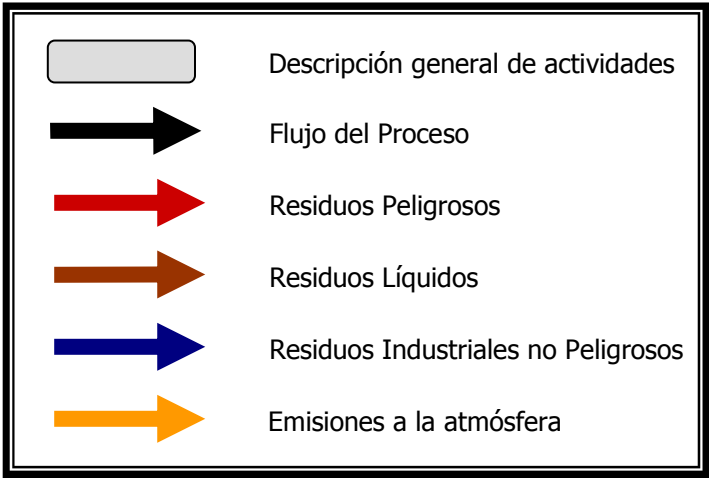 Descripción general de actividades
Flujo del Proceso
Residuos Peligrosos
Residuos Líquidos
Residuos Industriales no Peligrosos
Emisiones a la atmósfera